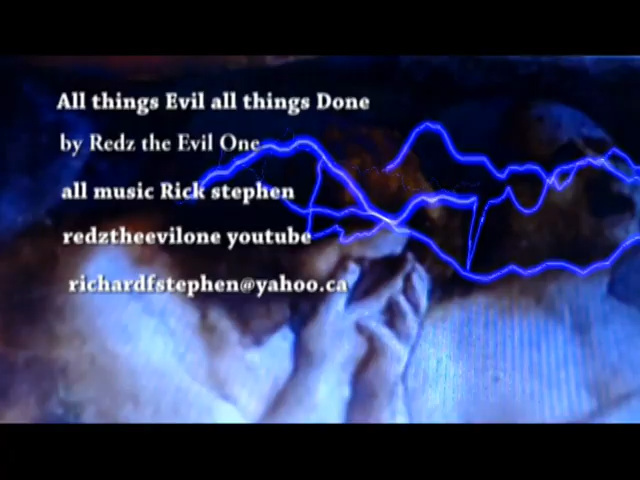 All things Evil all things Done
by Redz the Evil One
all music Rick stephen
redztheevilone youtube
richardfstephen@yahoo.ca